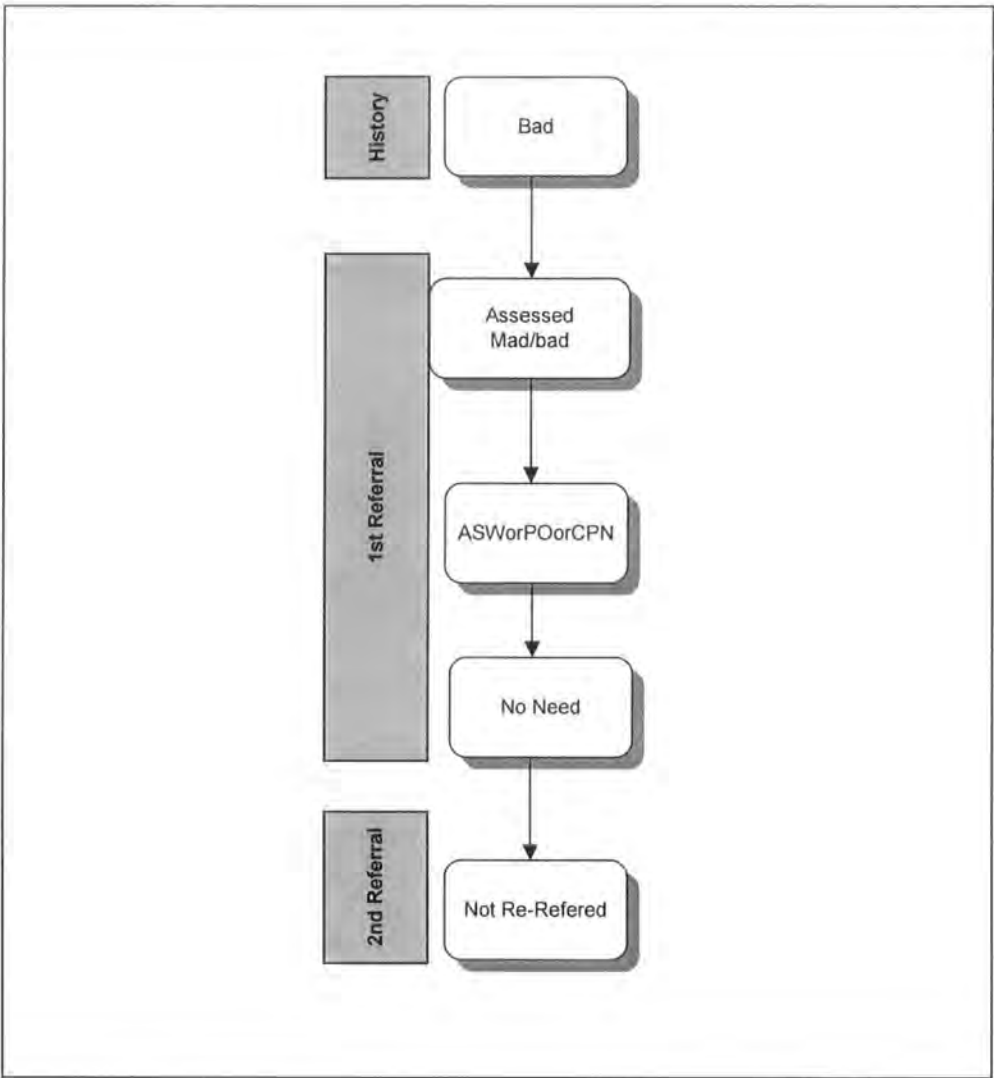 History
Bad
1st Referral
Assessed
Mad/bad
ASWorPOorCPN
No Need
2nd Referral
Not Re-Refered